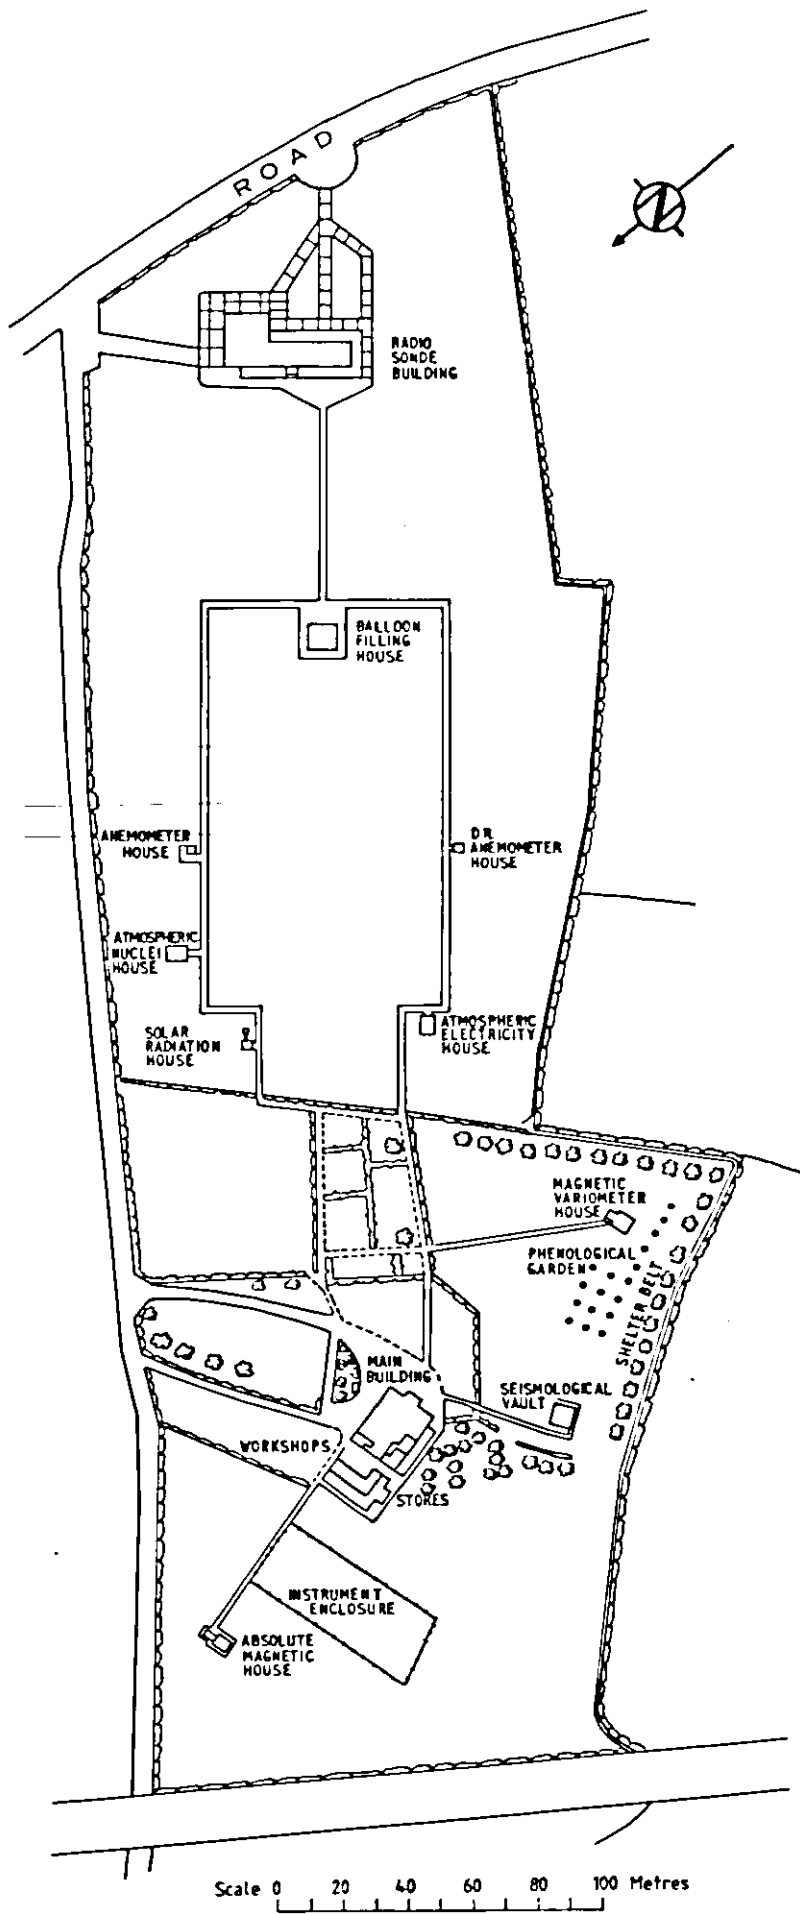 ROAD
N
RADIO
SONDE
BUILDING
BALLOON
FILLING
HOUSE
ANEMOMETER
HOUSE
D.R.
ANEMOMETER
HOUSE
ATMOSPHERIC
NUCLEI
HOUSE
SOLAR
RADIATION
HOUSE
ATMOSPHERIC
ELECTRICITY
HOUSE
MAGNETIC
VARIOMETER
HOUSE
PHENOLOGICAL
GARDEN
SHELTER BELT
MAIN
BUILDING
SEISMOLOGICAL
VAULT
WORKSHOPS
STORES
INSTRUMENT
ENCLOSURE
ABSOLUTE
MAGNETIC
HOUSE
Scale 0 20 40 60 80 100 Metres